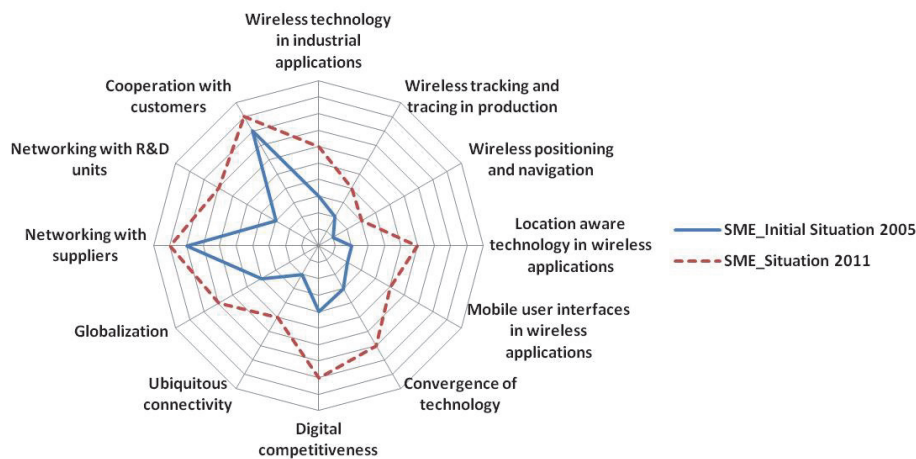 Wireless technology
in industrial
applications
Wireless tracking and
tracing in production
Wireless positioning
and navigation
Location aware
technology in wireless
applications
Mobile user interfaces
in wireless
applications
Convergence of
technology
Digital
competitiveness
Ubiquitous
connectivity
Globalization
Networking with
suppliers
Networking with R&D
units
Cooperation with
customers
SME_Initial Situation 2005
SME_Situation 2011